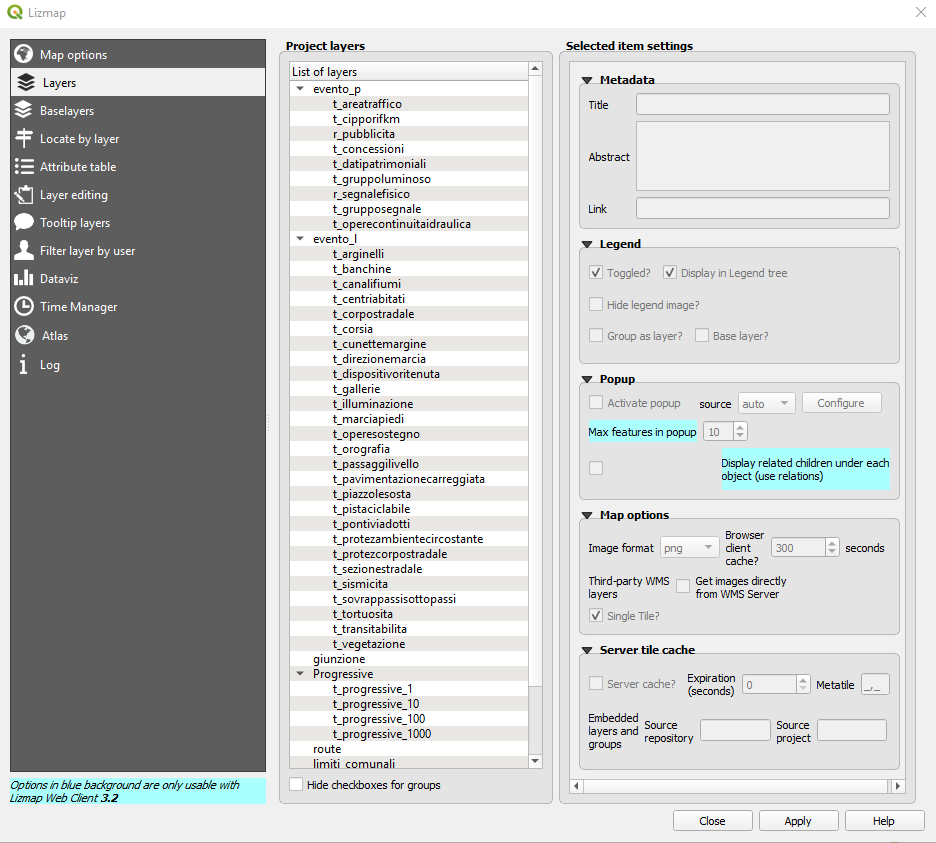 Lizmap
Map options
Layers
Baselayers
Locate by layer
Attribute table
Layer editing
Tooltip layers
Filter layer by user
Dataviz
Time Manager
Atlas
Log
Options in blue background are only usable with
Lizmap Web Client 3.2
Project layers
List of layers
evento_p
t_areatraffico
t_cipporifkm
r_pubblicita
t_concessioni
t_datipatrimoniali
t_gruppoluminoso
r_segnalefisico
t_grupposegnale
t_operecontinuitaidraulica
evento_l
t_arginelli
t_banchine
t_canalifiumi
t_centriabitati
t_corpostradale
t_corsia
t_cunettemargine
t_direzionemarcia
t_dispositivoritenuta
t_gallerie
t_illuminazione
t_marciapiedi
t_operesostegno
t_orografia
t_passaggilivello
t_pavimentazionecarreggiata
t_piazzolesosta
t_pistaciclabile
t_pontiviadotti
t_protezambientecircostante
t_protezcorpostradale
t_sezionestradale
t_sismicita
t_sovrappassisottopassi
t_tortuosita
t_transitabilita
t_vegetazione
giunzione
Progressive
t_progressive_1
t_progressive_10
t_progressive_100
t_progressive_1000
route
limiti_comunali
Hide checkboxes for groups
Selected item settings
Metadata
Title
Abstract
Link
Legend
Toggled? Display in Legend tree
Hide legend image?
Group as layer? Base layer?
Popup
Activate popup source auto Configure
Max features in popup 10
Display related children under each
object (use relations)
Map options
Image format png Browser
client
cache? 300 seconds
Third-party WMS
layers
Get images directly
from WMS Server
Single Tile?
Server tile cache
Server cache? Expiration
(seconds) 0 Metatile _,_
Embedded
layers and
groups
Source
repository
Source
project
Close Apply Help